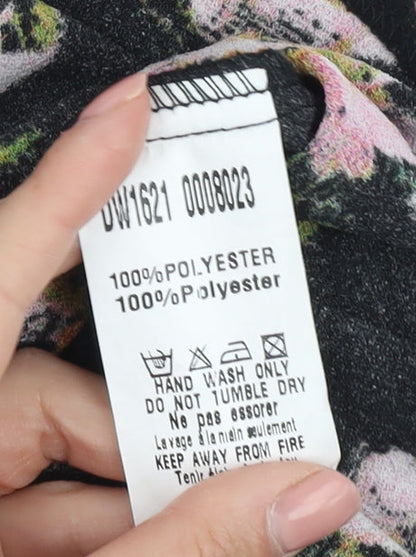 DW1621 0008023
100%POLYESTER
100%Polyester
HAND WASH ONLY
DO NOT TUMBLE DRY
Ne pas essorer
Lavage à la main seulement
KEEP AWAY FROM FIRE
Tenir